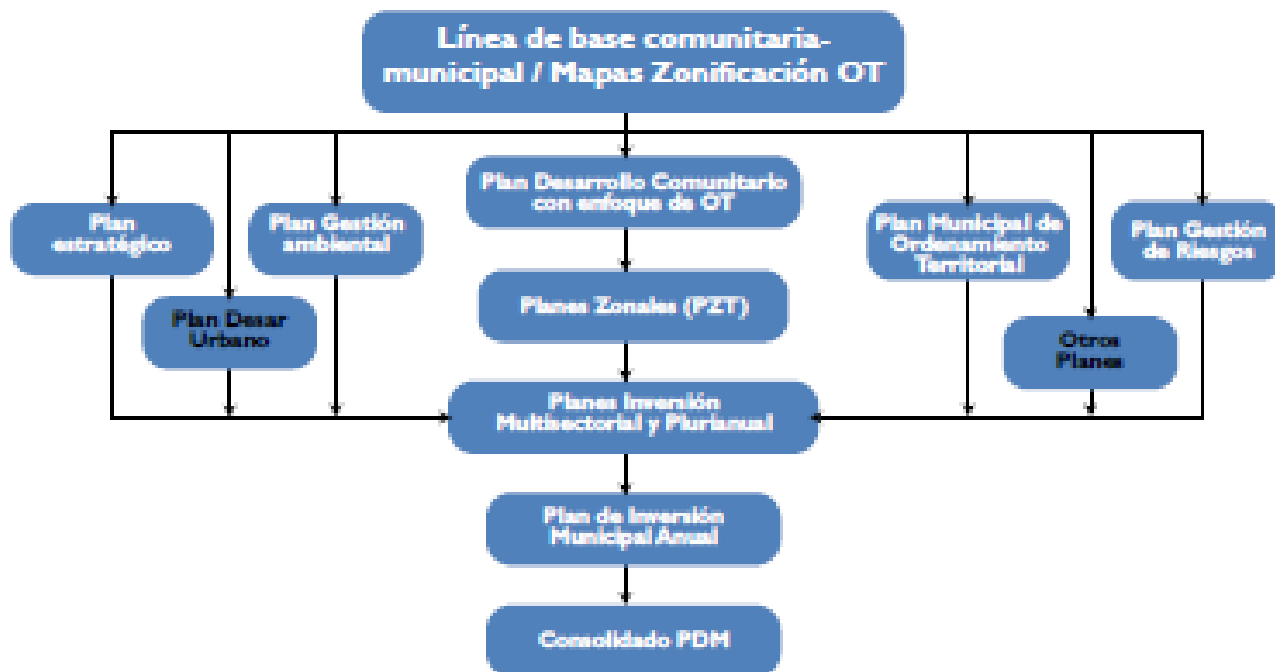 Línea de base comunitaria-
municipal / Mapas Zonificación OT
Plan Desarrollo Comunitario
con enfoque de OT
Plan
estratégico
Plan Gestión
ambiental
Plan Municipal de
Ordenamiento
Territorial
Plan Gestión
de Riesgos
Planes Zonales (PZT)
Plan Desar
Urbano
Otros
Planes
Planes Inversión
Multisectorial y Plurianual
Plan de Inversión
Municipal Anual
Consolidado PDM